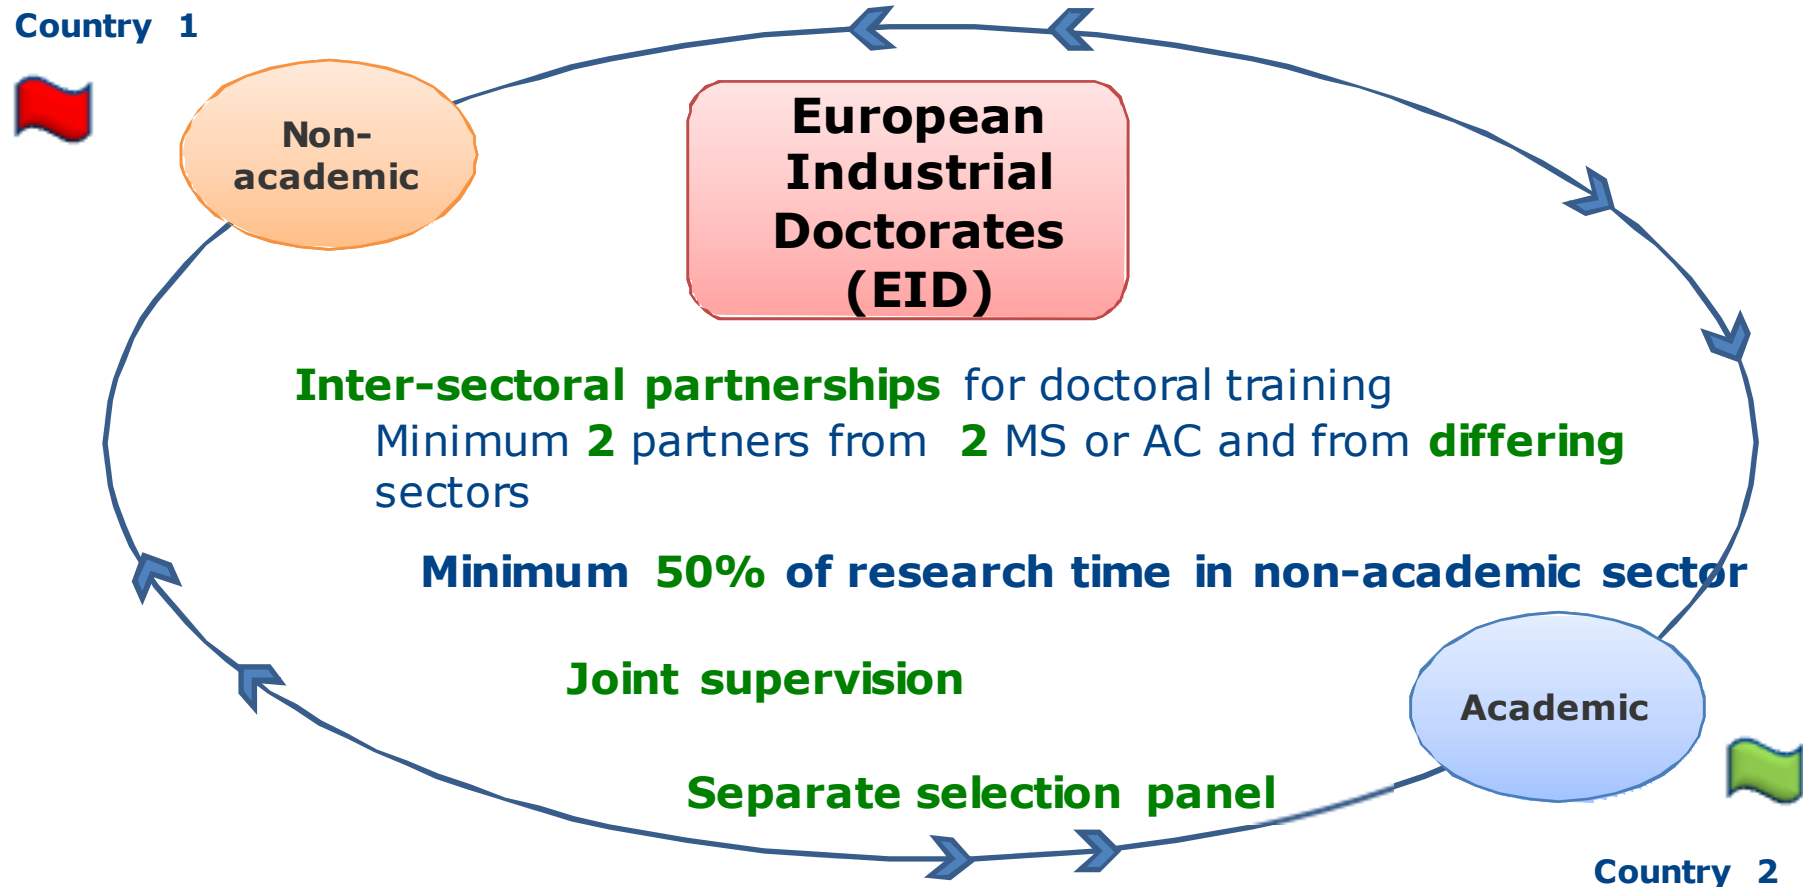 Country 1
Non-
academic
European
Industrial
Doctorates
(EID)
Inter-sectoral partnerships for doctoral training
Minimum 2 partners from 2 MS or AC and from differing
sectors
Minimum 50% of research time in non-academic sector
Joint supervision
Academic
Separate selection panel
Country 2